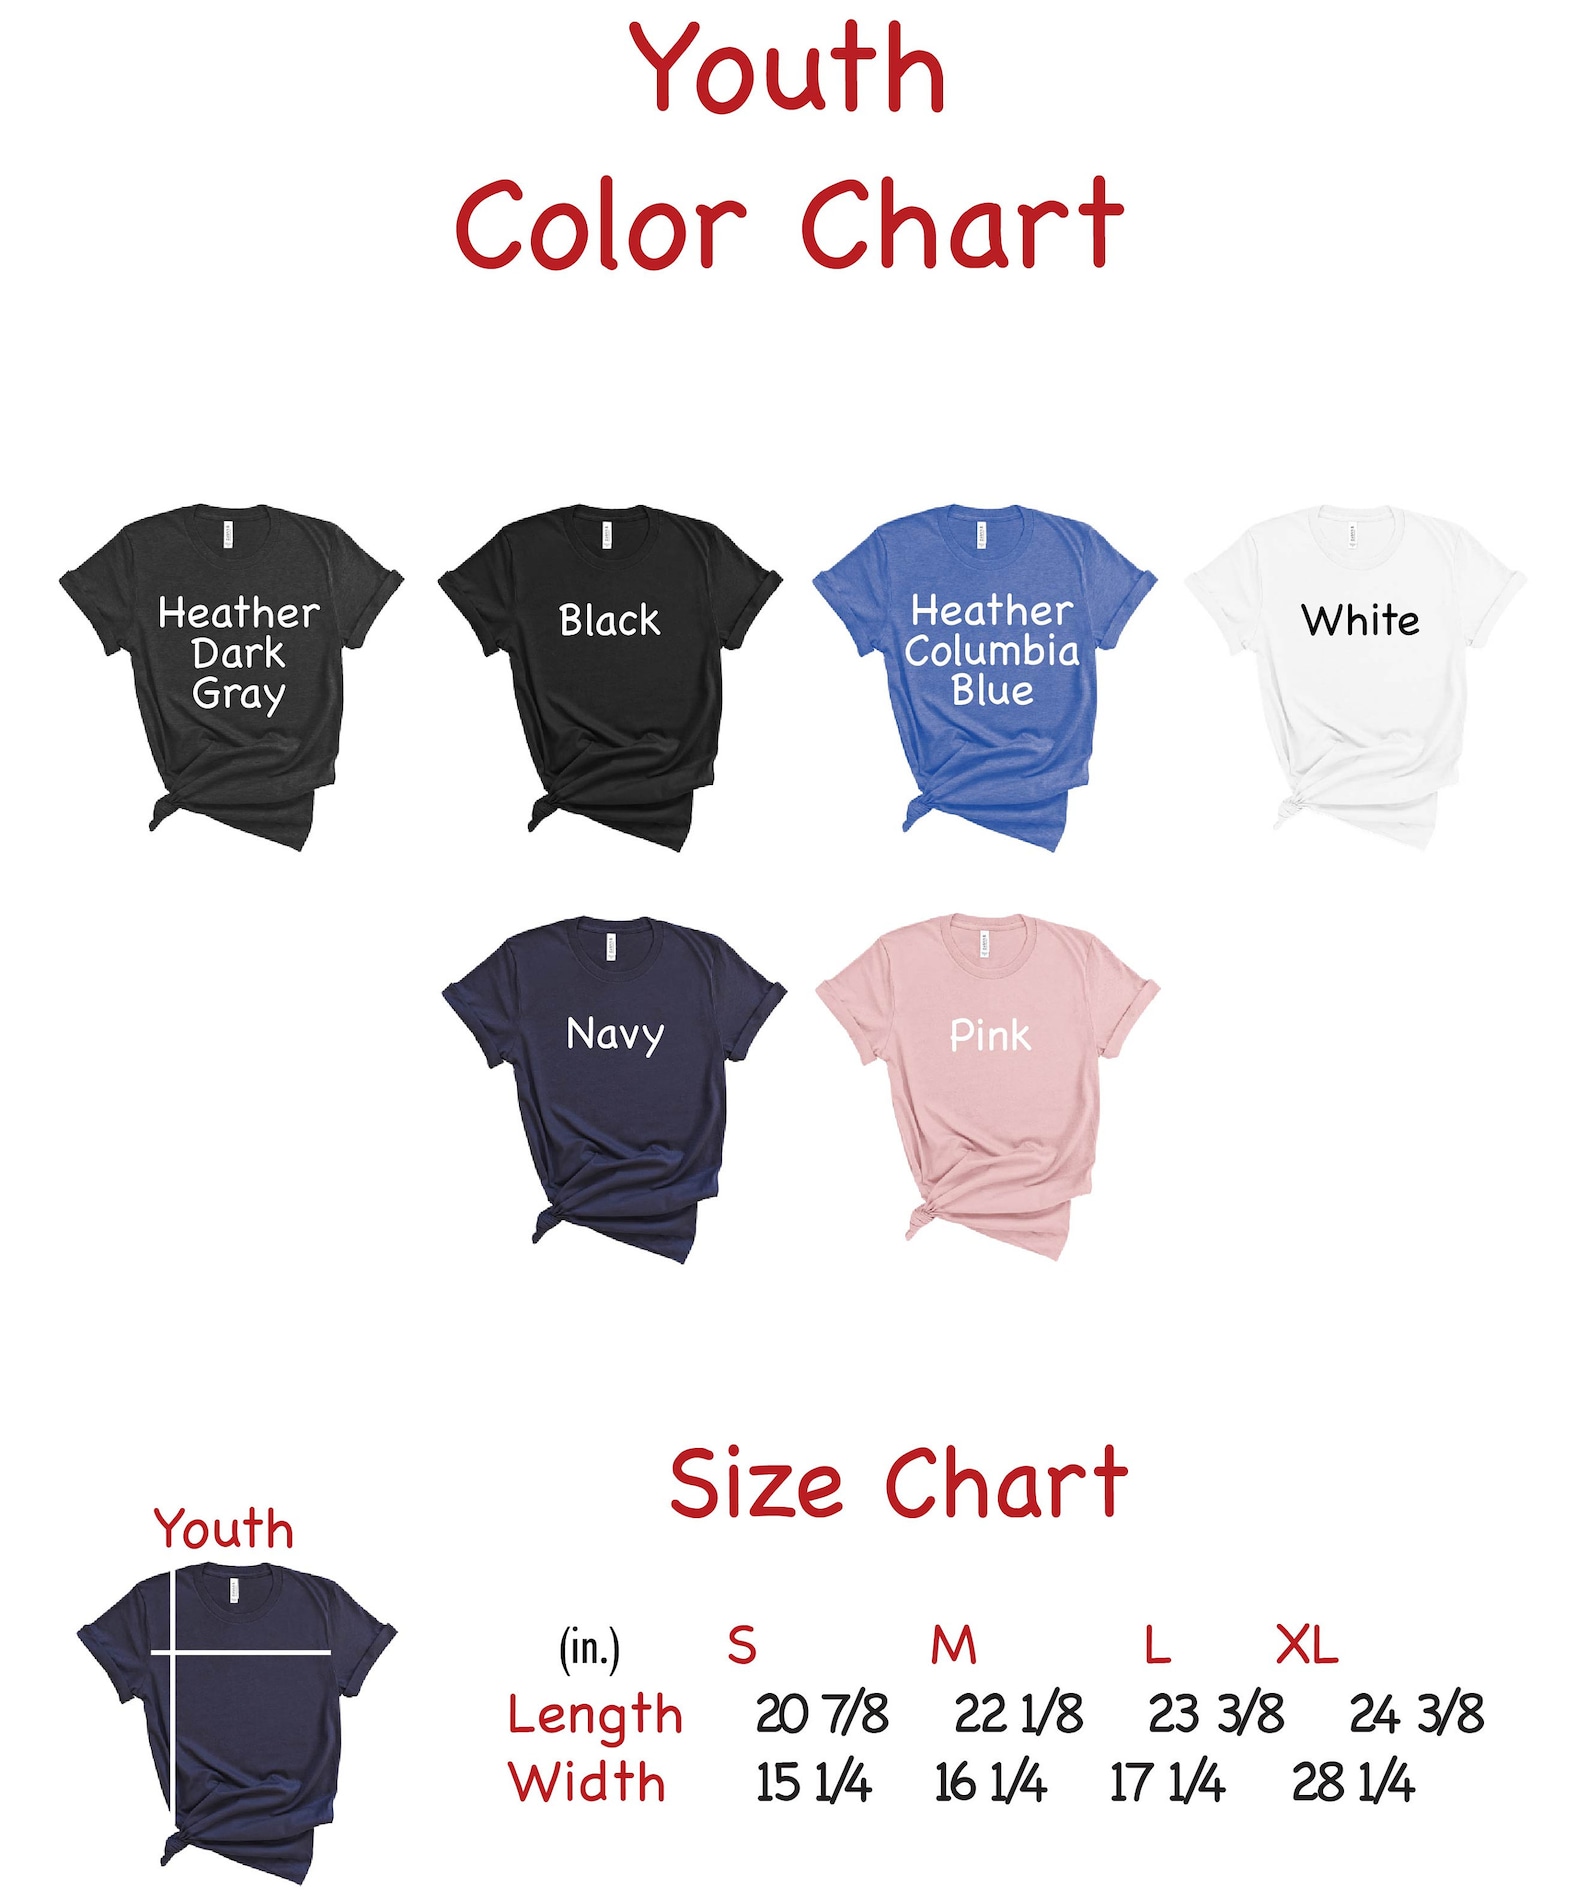 Youth
Color Chart
Heather
Dark
Gray
Black
Heather
Columbia
Blue
White
Navy
Pink
Size Chart
Youth
(in.) S M L XL
Length 20 7/8 22 1/8 23 3/8 24 3/8
Width 15 1/4 16 1/4 17 1/4 28 1/4